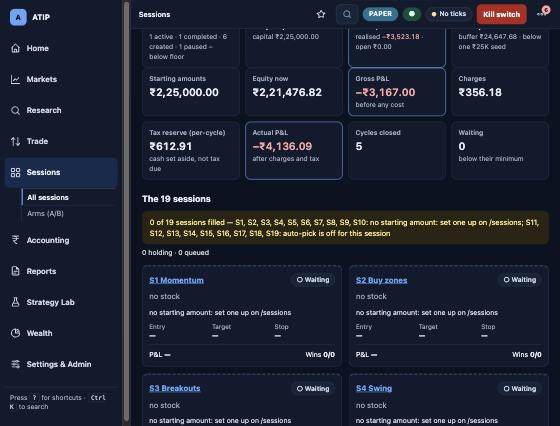 A ATIP
Home
Markets
Research
Trade
Sessions
All sessions
Arms (A/B)
Accounting
Reports
Strategy Lab
Wealth
Settings & Admin
Press ? for shortcuts · Ctrl
K to search
Sessions
PAPER
No ticks
Kill switch
6
1 active · 1 completed · 6
created · 1 paused –
below floor
capital ₹2,25,000.00
realised −₹3,523.18 ·
open ₹0.00
buffer ₹24,647.68 · below
one ₹25K seed
Starting amounts
₹2,25,000.00
Equity now
₹2,21,476.82
Gross P&L
−₹3,167.00
before any cost
Charges
₹356.18
Tax reserve (per-cycle)
₹612.91
cash set aside, not tax
due
Actual P&L
−₹4,136.09
after charges and tax
Cycles closed
5
Waiting
0
below their minimum
The 19 sessions
0 of 19 sessions filled — S1, S2, S3, S4, S5, S6, S7, S8, S9, S10: no starting amount: set one up on /sessions; S11,
S12, S13, S14, S15, S16, S17, S18, S19: auto-pick is off for this session
0 holding · 0 queued
S1 Momentum
Waiting
no stock
no starting amount: set one up on /sessions
Entry Target Stop
— — —
P&L — Wins 0/0
S2 Buy zones
Waiting
no stock
no starting amount: set one up on /sessions
Entry Target Stop
— — —
P&L — Wins 0/0
S3 Breakouts
Waiting
no stock
no starting amount: set one up on /sessions
S4 Swing
Waiting
no stock
no starting amount: set one up on /sessions